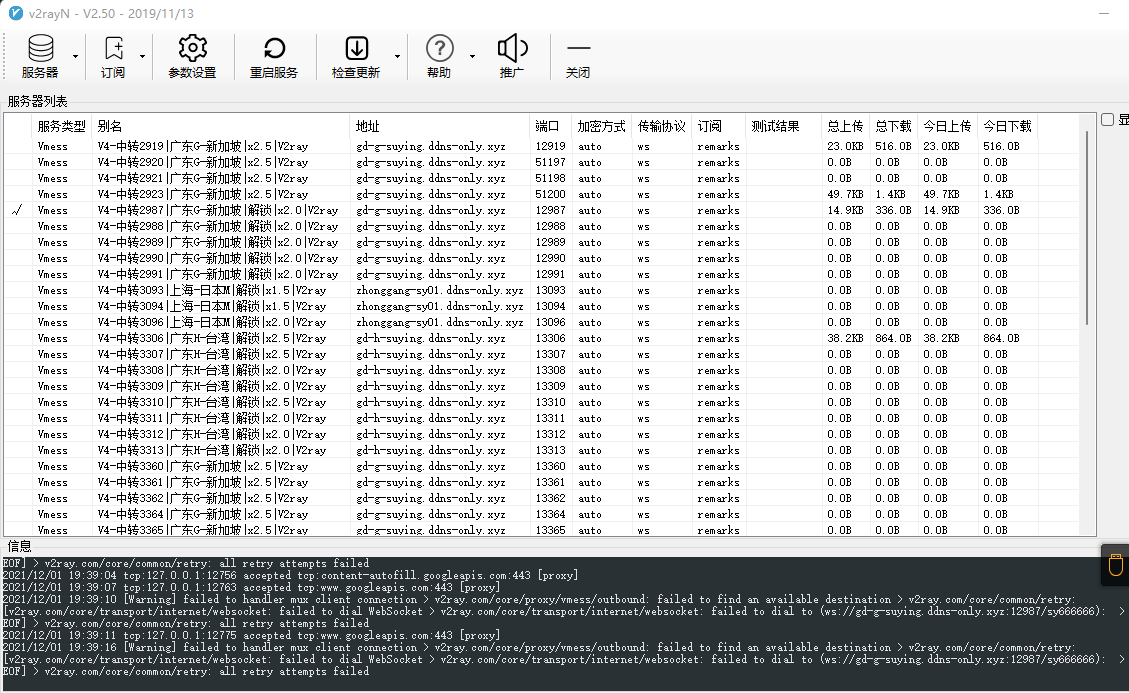 v2rayN - V2.50 - 2019/11/13
服务器 订阅 参数设置 重启服务 检查更新 帮助 推广 关闭
服务器列表
服务类型 别名 地址 端口 加密方式 传输协议 订阅 测试结果 总上传 总下载 今日上传 今日下载 显
Vmess V4-中转2919|广东G-新加坡|x2.5|V2ray gd-g-suying.ddns-only.xyz 12919 auto ws remarks 23.0KB 516.0B 23.0KB 516.0B
Vmess V4-中转2920|广东G-新加坡|x2.5|V2ray gd-g-suying.ddns-only.xyz 51197 auto ws remarks 0.0B 0.0B 0.0B 0.0B
Vmess V4-中转2921|广东G-新加坡|x2.5|V2ray gd-g-suying.ddns-only.xyz 51198 auto ws remarks 0.0B 0.0B 0.0B 0.0B
Vmess V4-中转2923|广东G-新加坡|x2.5|V2ray gd-g-suying.ddns-only.xyz 51200 auto ws remarks 49.7KB 1.4KB 49.7KB 1.4KB
✓ Vmess V4-中转2987|广东G-新加坡|解锁|x2.0|V2ray gd-g-suying.ddns-only.xyz 12987 auto ws remarks 14.9KB 336.0B 14.9KB 336.0B
Vmess V4-中转2988|广东G-新加坡|解锁|x2.0|V2ray gd-g-suying.ddns-only.xyz 12988 auto ws remarks 0.0B 0.0B 0.0B 0.0B
Vmess V4-中转2989|广东G-新加坡|解锁|x2.0|V2ray gd-g-suying.ddns-only.xyz 12989 auto ws remarks 0.0B 0.0B 0.0B 0.0B
Vmess V4-中转2990|广东G-新加坡|解锁|x2.0|V2ray gd-g-suying.ddns-only.xyz 12990 auto ws remarks 0.0B 0.0B 0.0B 0.0B
Vmess V4-中转2991|广东G-新加坡|解锁|x2.0|V2ray gd-g-suying.ddns-only.xyz 12991 auto ws remarks 0.0B 0.0B 0.0B 0.0B
Vmess V4-中转3093|上海-日本M|解锁|x1.5|V2ray zhonggang-sy01.ddns-only.xyz 13093 auto ws remarks 0.0B 0.0B 0.0B 0.0B
Vmess V4-中转3094|上海-日本M|解锁|x1.5|V2ray zhonggang-sy01.ddns-only.xyz 13094 auto ws remarks 0.0B 0.0B 0.0B 0.0B
Vmess V4-中转3096|上海-日本M|解锁|x2.0|V2ray zhonggang-sy01.ddns-only.xyz 13096 auto ws remarks 0.0B 0.0B 0.0B 0.0B
Vmess V4-中转3306|广东H-台湾|解锁|x2.5|V2ray gd-h-suying.ddns-only.xyz 13306 auto ws remarks 38.2KB 864.0B 38.2KB 864.0B
Vmess V4-中转3307|广东H-台湾|解锁|x2.0|V2ray gd-h-suying.ddns-only.xyz 13307 auto ws remarks 0.0B 0.0B 0.0B 0.0B
Vmess V4-中转3308|广东H-台湾|解锁|x2.0|V2ray gd-h-suying.ddns-only.xyz 13308 auto ws remarks 0.0B 0.0B 0.0B 0.0B
Vmess V4-中转3309|广东H-台湾|解锁|x2.0|V2ray gd-h-suying.ddns-only.xyz 13309 auto ws remarks 0.0B 0.0B 0.0B 0.0B
Vmess V4-中转3310|广东H-台湾|解锁|x2.5|V2ray gd-h-suying.ddns-only.xyz 13310 auto ws remarks 0.0B 0.0B 0.0B 0.0B
Vmess V4-中转3311|广东H-台湾|解锁|x2.0|V2ray gd-h-suying.ddns-only.xyz 13311 auto ws remarks 0.0B 0.0B 0.0B 0.0B
Vmess V4-中转3312|广东H-台湾|解锁|x2.0|V2ray gd-h-suying.ddns-only.xyz 13312 auto ws remarks 0.0B 0.0B 0.0B 0.0B
Vmess V4-中转3313|广东H-台湾|解锁|x2.0|V2ray gd-h-suying.ddns-only.xyz 13313 auto ws remarks 0.0B 0.0B 0.0B 0.0B
Vmess V4-中转3360|广东G-新加坡|x2.5|V2ray gd-g-suying.ddns-only.xyz 13360 auto ws remarks 0.0B 0.0B 0.0B 0.0B
Vmess V4-中转3361|广东G-新加坡|x2.5|V2ray gd-g-suying.ddns-only.xyz 13361 auto ws remarks 0.0B 0.0B 0.0B 0.0B
Vmess V4-中转3362|广东G-新加坡|x2.5|V2ray gd-g-suying.ddns-only.xyz 13362 auto ws remarks 0.0B 0.0B 0.0B 0.0B
Vmess V4-中转3364|广东G-新加坡|x2.5|V2ray gd-g-suying.ddns-only.xyz 13364 auto ws remarks 0.0B 0.0B 0.0B 0.0B
Vmess V4-中转3365|广东G-新加坡|x2.5|V2ray gd-g-suying.ddns-only.xyz 13365 auto ws remarks 0.0B 0.0B 0.0B 0.0B
信息
EOF] > v2ray.com/core/common/retry: all retry attempts failed
2021/12/01 19:39:04 tcp:127.0.0.1:12756 accepted tcp:content-autofill.googleapis.com:443 [proxy]
2021/12/01 19:39:07 tcp:127.0.0.1:12763 accepted tcp:www.googleapis.com:443 [proxy]
2021/12/01 19:39:10 [Warning] failed to handler mux client connection > v2ray.com/core/proxy/vmess/outbound: failed to find an available destination > v2ray.com/core/common/retry:
[v2ray.com/core/transport/internet/websocket: failed to dial WebSocket > v2ray.com/core/transport/internet/websocket: failed to dial to (ws://gd-g-suying.ddns-only.xyz:12987/sy666666): >
EOF] > v2ray.com/core/common/retry: all retry attempts failed
2021/12/01 19:39:11 tcp:127.0.0.1:12775 accepted tcp:www.googleapis.com:443 [proxy]
2021/12/01 19:39:16 [Warning] failed to handler mux client connection > v2ray.com/core/proxy/vmess/outbound: failed to find an available destination > v2ray.com/core/common/retry:
[v2ray.com/core/transport/internet/websocket: failed to dial WebSocket > v2ray.com/core/transport/internet/websocket: failed to dial to (ws://gd-g-suying.ddns-only.xyz:12987/sy666666): >
EOF] > v2ray.com/core/common/retry: all retry attempts failed